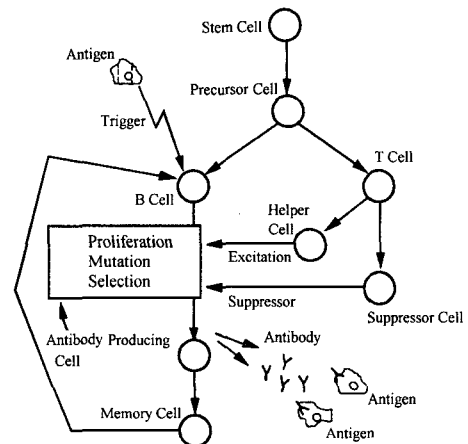 Stem Cell
Antigen
Precursor Cell
Trigger
T Cell
B Cell
Helper
Cell
Proliferation
Mutation
Selection
Excitation
Suppressor
Suppressor Cell
Antibody Producing
Cell
Antibody
Y
Y Y Y
Y
Antigen
Memory Cell
Antigen